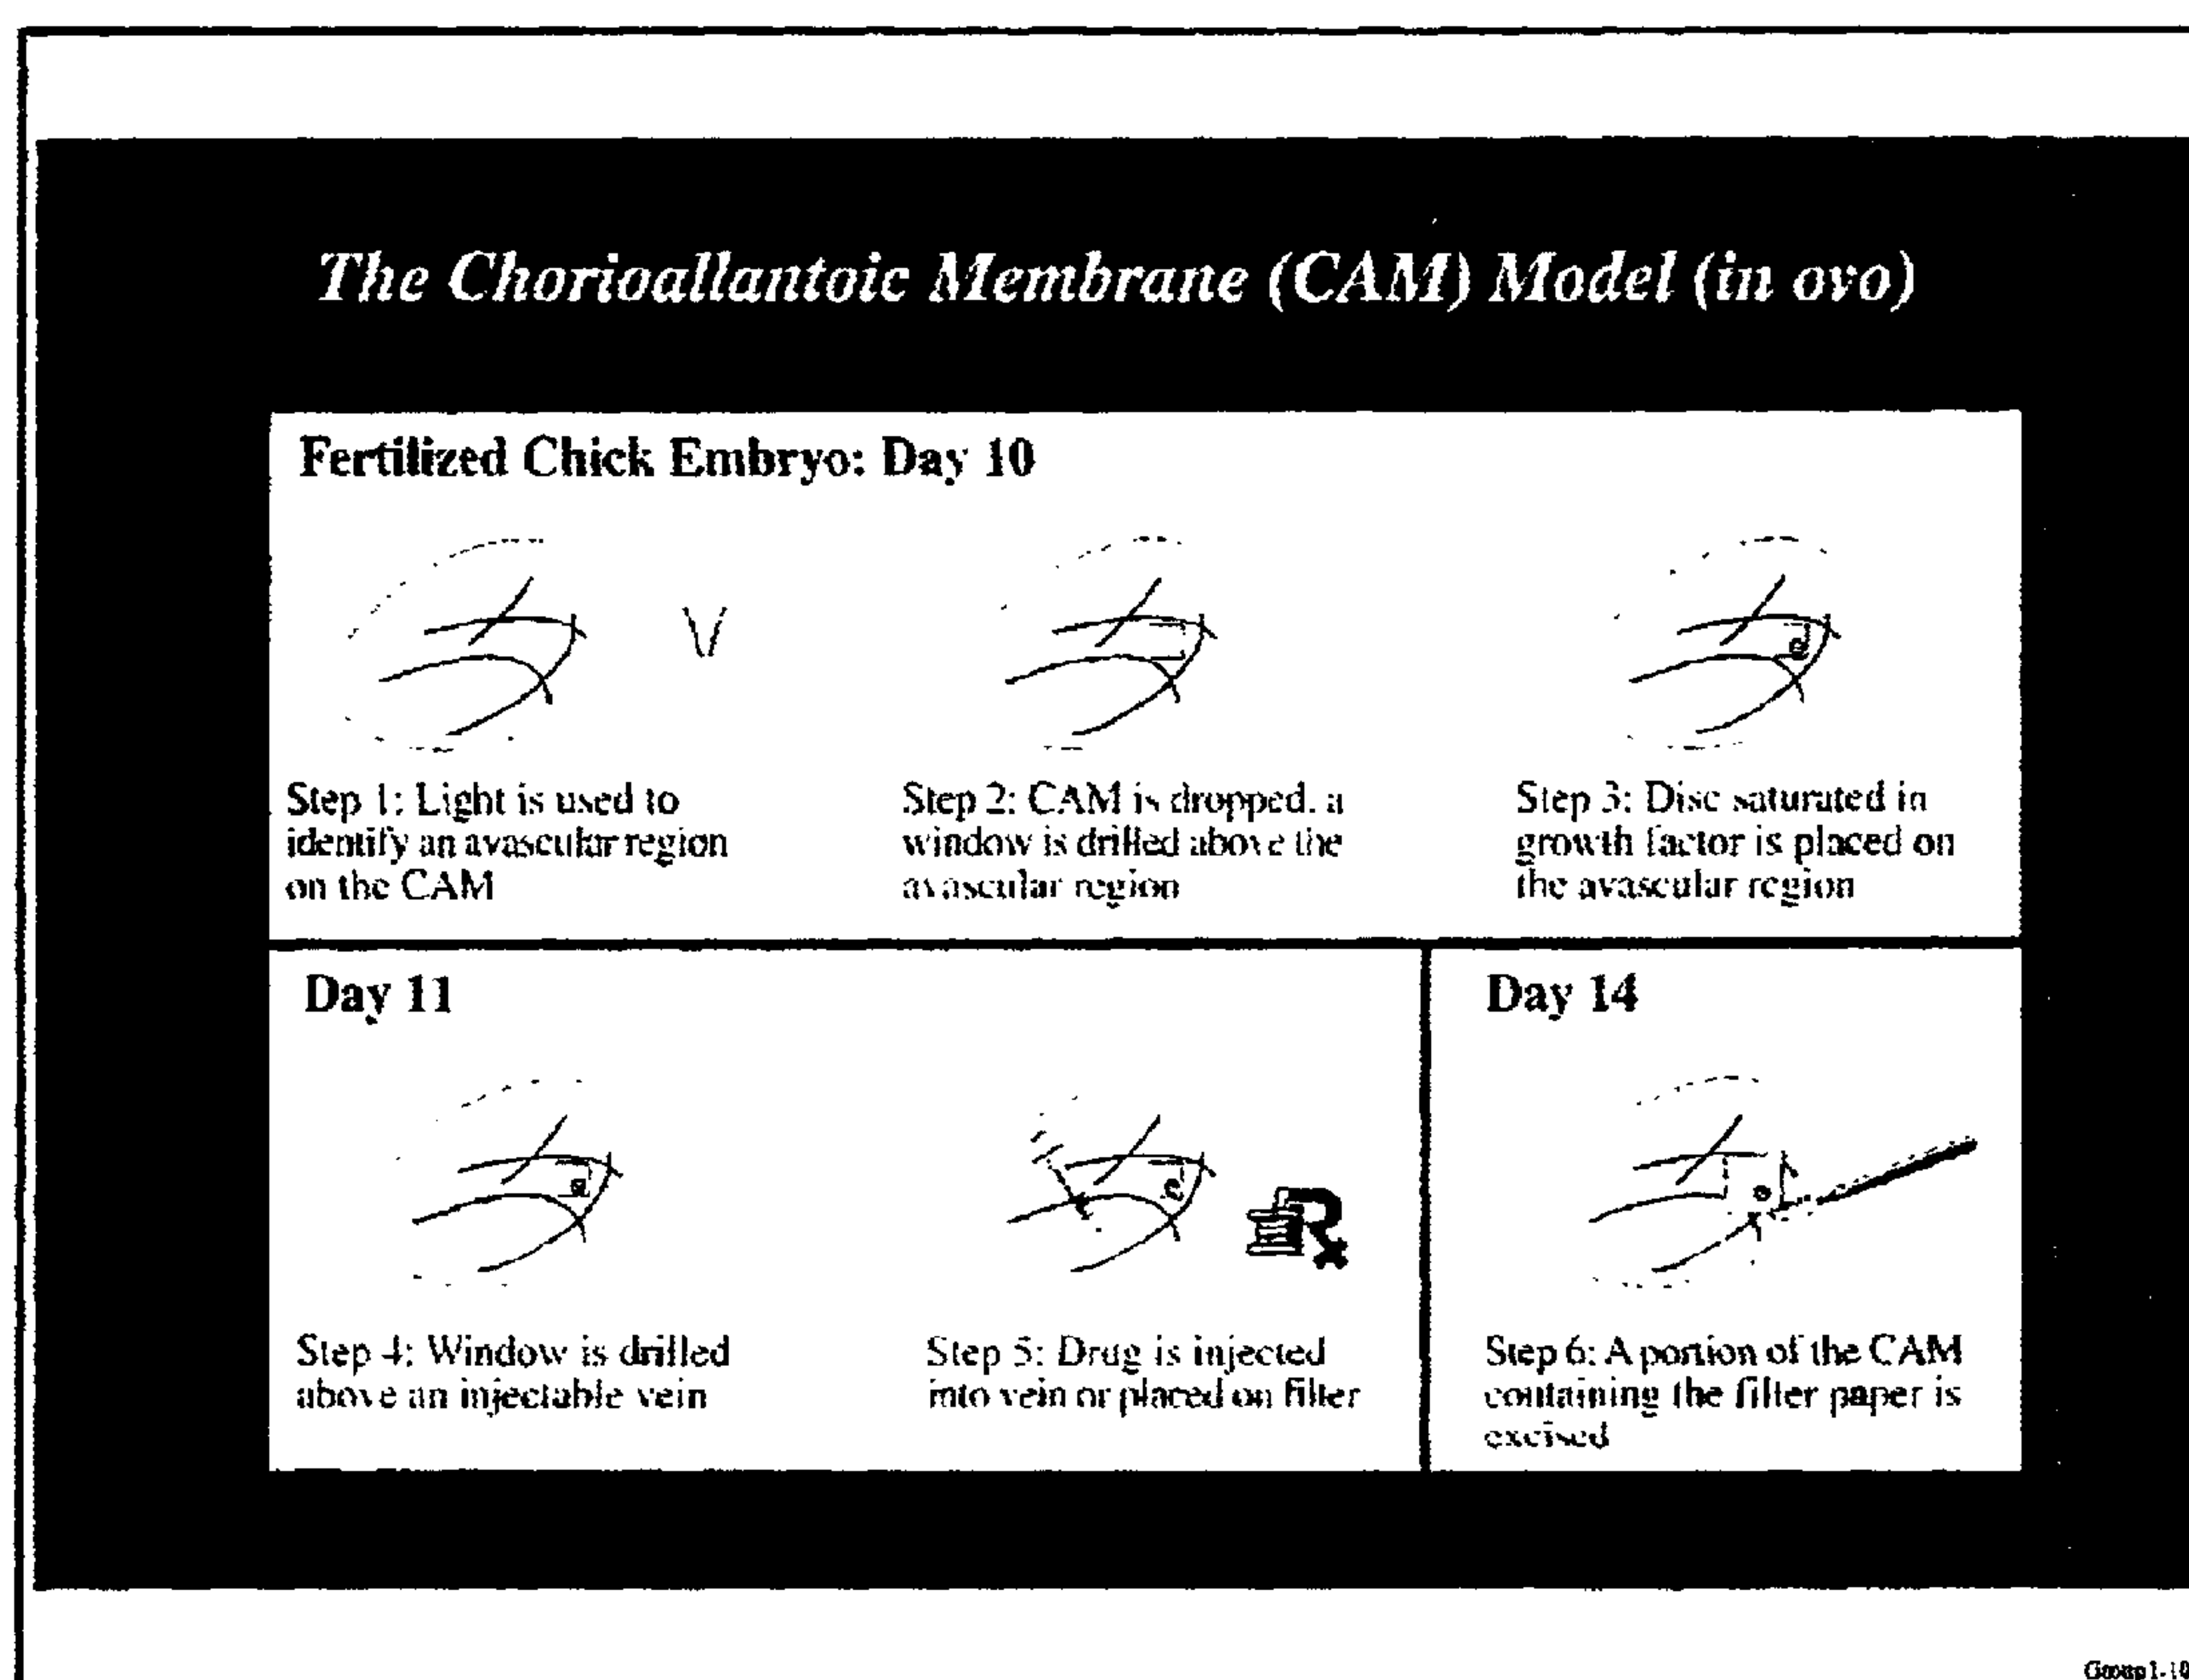 The Chorioallantoic Membrane (CAM) Model (in ovo)
Fertilized Chick Embryo: Day 10
Step 1: Light is used to
identify an avascular region
on the CAM
Step 2: CAM is dropped. a
window is drilled above the
avascular region
Step 3: Disc saturated in
growth factor is placed on
the avascular region
Day 11
Step 4: Window is drilled
above an injectable vein
Step 5: Drug is injected
into vein or placed on filter
Rx
Day 14
Step 6: A portion of the CAM
containing the filter paper is
excised